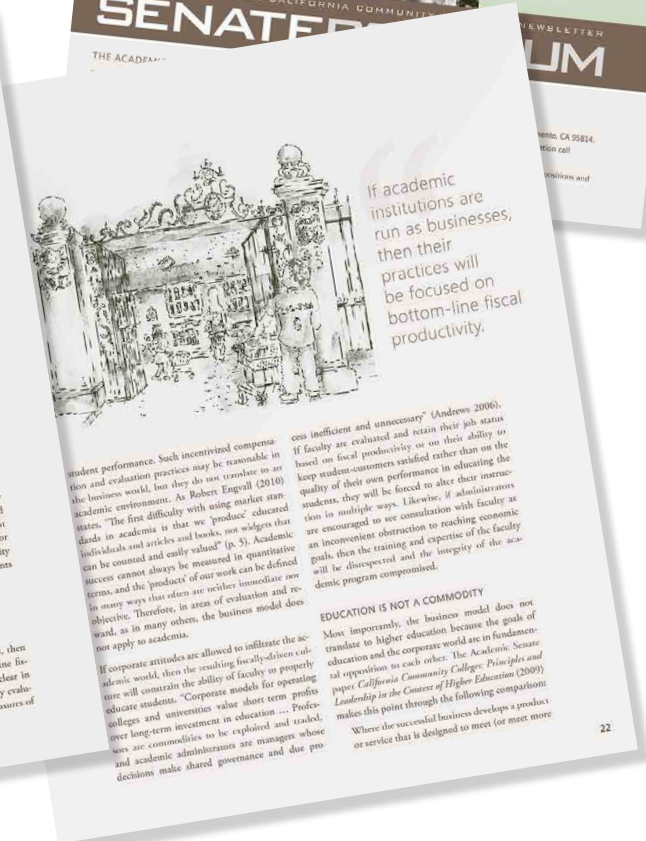 CALIFORNIA COMMUNITY
NEWSLETTER
SENATE
UM
THE ACADEMIC
mento, CA 95814.
ation call
ositions and
If academic
institutions are
run as businesses,
then their
practices will
be focused on
bottom-line fiscal
productivity.
student performance. Such incentivized compensa-
tion and evaluation practices may be reasonable in
the business world, but they do not translate to an
academic environment. As Robert Engvall (2010)
states, “The first difficulty with using market stan-
dards in academia is that we ‘produce’ educated
individuals and articles and books, not widgets that
can be counted and easily valued” (p. 5). Academic
success cannot always be measured in quantitative
terms, and the ‘products’ of our work can be defined
in many ways that often are neither immediate nor
objective. Therefore, in areas of evaluation and re-
ward, as in many others, the business model does
not apply to academia.
If corporate attitudes are allowed to infiltrate the ac-
ademic world, then the resulting fiscally-driven cul-
ture will constrain the ability of faculty to properly
educate students. “Corporate models for operating
colleges and universities value short-term profits
over long-term investment in education … Profes-
sors are commodities to be exploited and traded,
and academic administrators are managers whose
decisions make shared governance and due pro
cess inefficient and unnecessary” (Andrews 2006).
If faculty are evaluated and retain their job status
based on fiscal productivity or on their ability to
keep student-customers satisfied rather than on the
quality of their own performance in educating the
students, they will be forced to alter their instruc-
tion in multiple ways. Likewise, if administrators
are encouraged to see consultation with faculty as
an inconvenient obstruction to reaching economic
goals, then the training and expertise of the faculty
will be disrespected and the integrity of the aca-
demic program compromised.
EDUCATION IS NOT A COMMODITY
Most importantly, the business model does not
translate to higher education because the goals of
education and the corporate world are in fundamen-
tal opposition to each other. The Academic Senate
paper California Community Colleges: Principles and
Leadership in the Context of Higher Education (2009)
makes this point through the following comparison:
Where the successful business develops a product
or service that is designed to meet (or meet more
22
, then
ine fis-
clear in
y evalu-
sures of